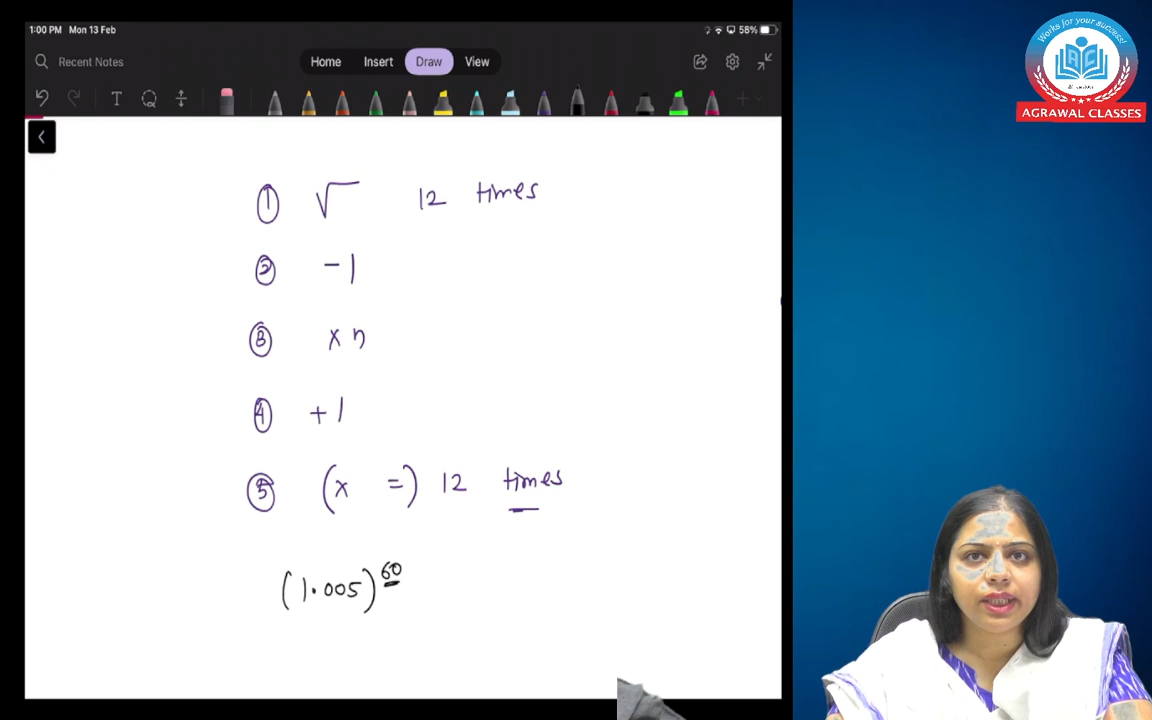 1:00 PM Mon 13 Feb
58%
Recent Notes
Home Insert Draw View
T
① √ 12 times
② - 1
③ × n
④ + 1
⑤ (× =) 12 times
(1.005)^60
Works for your success!
AC
AGRAWAL CLASSES